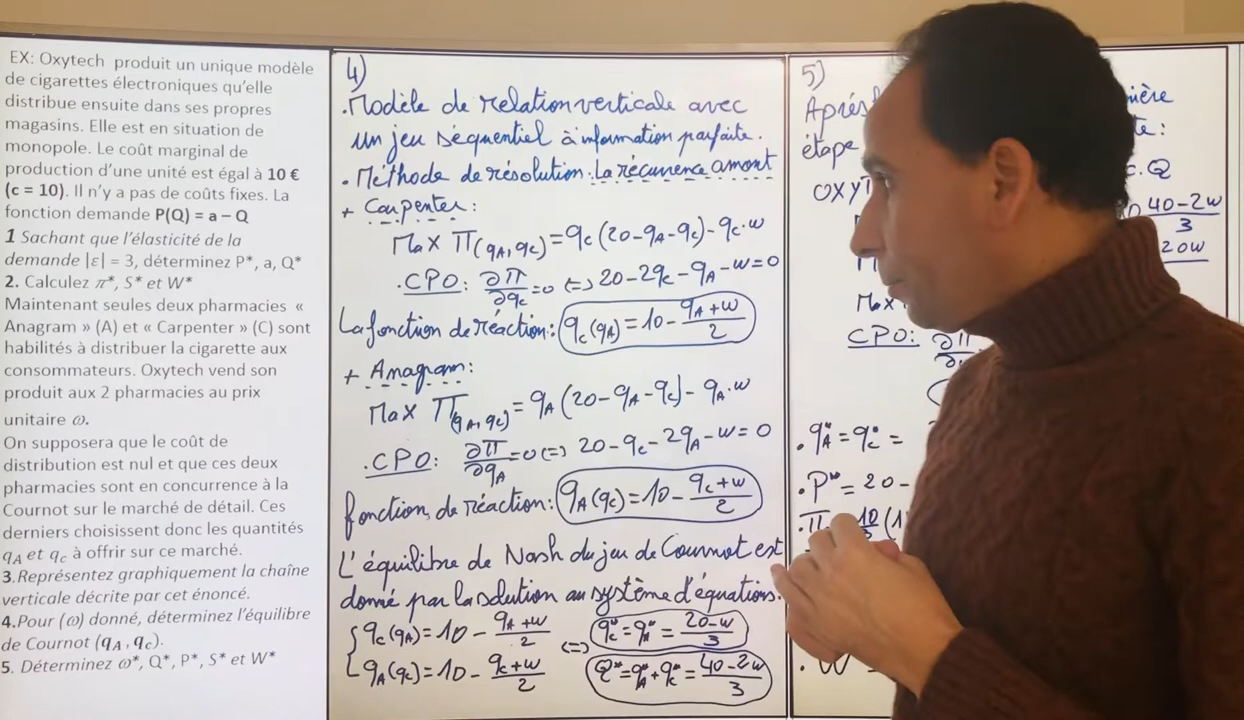 EX: Oxytech produit un unique modèle
de cigarettes électroniques qu'elle
distribue ensuite dans ses propres
magasins. Elle est en situation de
monopole. Le coût marginal de
production d'une unité est égal à 10 €
(c = 10). Il n'y a pas de coûts fixes. La
fonction demande P(Q) = a – Q
1 Sachant que l'élasticité de la
demande |ε| = 3, déterminez P*, a, Q*
2. Calculez π*, S* et W*
Maintenant seules deux pharmacies «
Anagram » (A) et « Carpenter » (C) sont
habilités à distribuer la cigarette aux
consommateurs. Oxytech vend son
produit aux 2 pharmacies au prix
unitaire ω.
On supposera que le coût de
distribution est nul et que ces deux
pharmacies sont en concurrence à la
Cournot sur le marché de détail. Ces
derniers choisissent donc les quantités
qA et qc à offrir sur ce marché.
3.Représentez graphiquement la chaîne
verticale décrite par cet énoncé.
4.Pour (ω) donné, déterminez l'équilibre
de Cournot (qA , qc).
5. Déterminez ω*, Q*, P*, S* et W*
4)
.Modèle de relation verticale avec
un jeu séquentiel à information parfaite.
. Méthode de résolution: La récurrence amont
+ Carpenter:
Max π(qA, qc) = qc (20 - qA - qc) - qc.w
.CPO: ∂π/∂qc = 0 (=) 20 - 2qc - qA - w = 0
La fonction de réaction: qc(qA) = 10 - (qA + w)/2
+ Anagram:
Max π(qA, qc) = qA (20 - qA - qc) - qA.w
.CPO: ∂π/∂qA = 0 (=) 20 - qc - 2qA - w = 0
fonction de réaction: qA(qc) = 10 - (qc + w)/2
L'équilibre de Nash du jeu de Cournot est
donné par la solution au système d'équations:
{ qc(qA) = 10 - (qA + w)/2 (=) qc* = qA* = (20 - w)/3
qA(qc) = 10 - (qc + w)/2 Q* = qA* + qc* = (40 - 2w)/3
5)
Après
étape
OXYT
c.Q
40 - 2w
3
20w
Max
CPO: ∂π
. qA* = qc* =
. P* = 20 -
. π
. W =